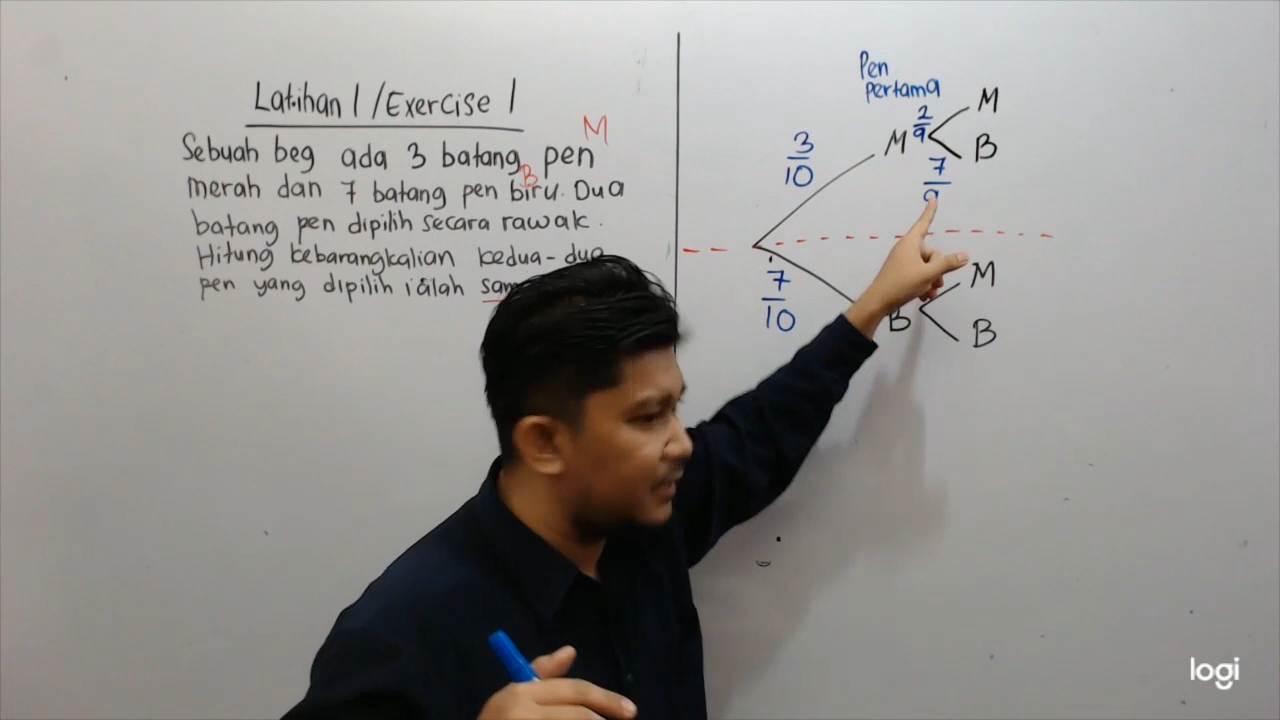 Latihan 1 / Exercise 1
M
Sebuah beg ada 3 batang pen
B
merah dan 7 batang pen biru. Dua
batang pen dipilih secara rawak.
Hitung kebarangkalian kedua-dua
pen yang dipilih ialah
Pen
pertama
3/10
M
2/9
M
7/9
B
7/10
B
M
B
logi